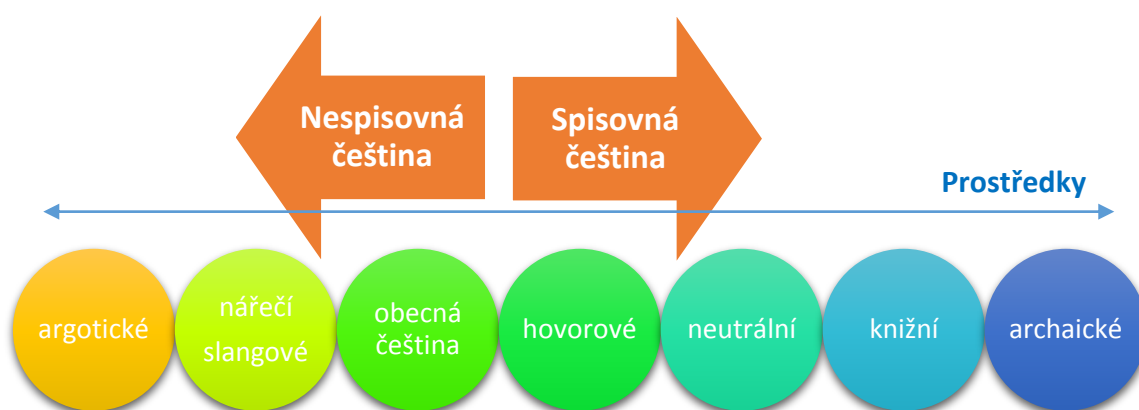 Nespisovná
čeština
Spisovná
čeština
Prostředky
argotické
nářečí
slangové
obecná
čeština
hovorové
neutrální
knižní
archaické